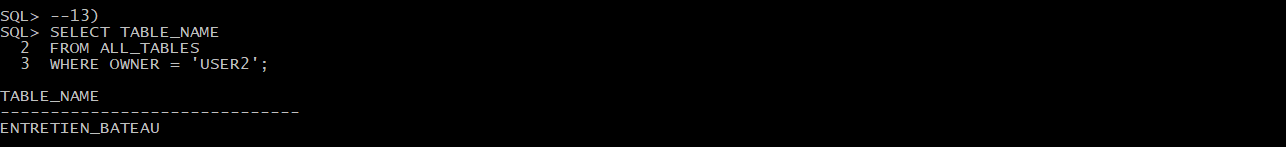 SQL> --13)
SQL> SELECT TABLE_NAME
  2  FROM ALL_TABLES
  3  WHERE OWNER = 'USER2';
TABLE_NAME
------------------------------
ENTRETIEN_BATEAU